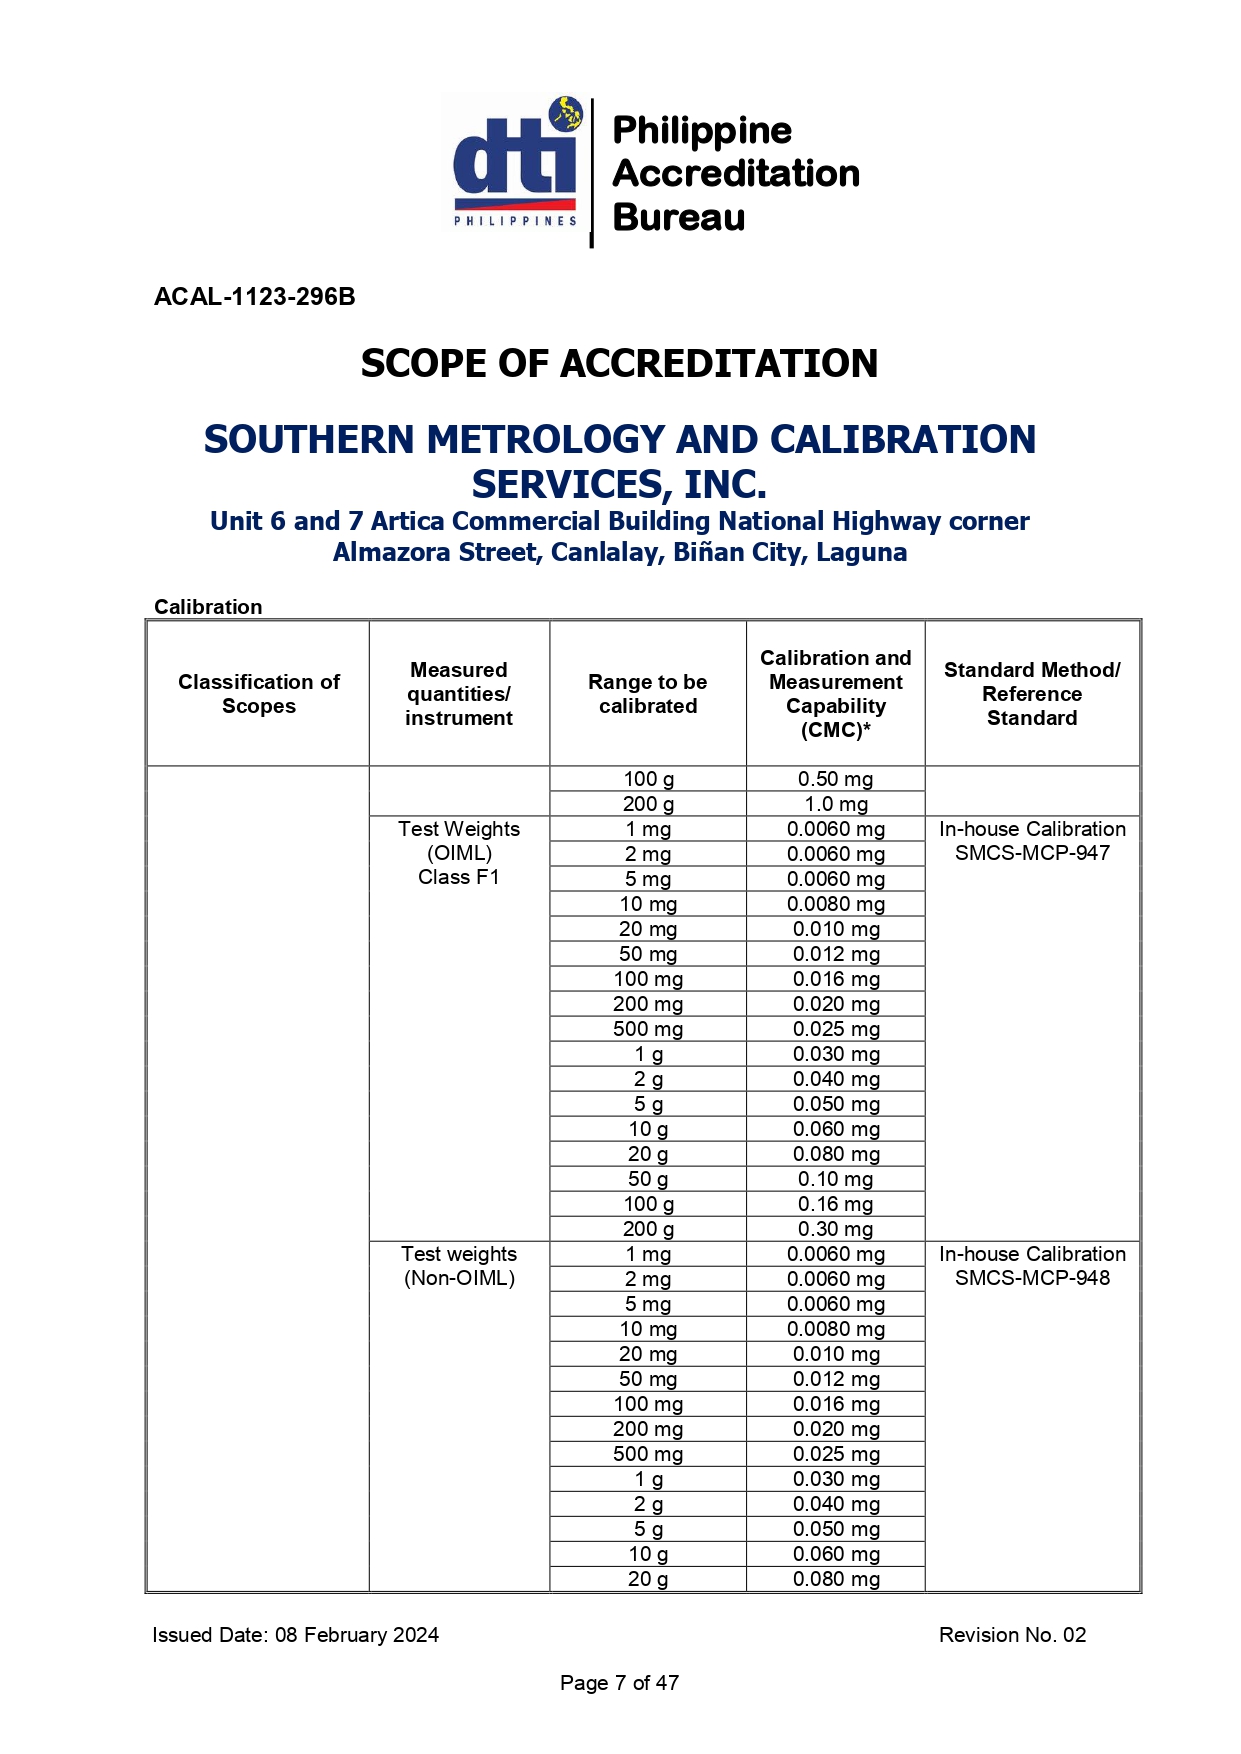 dti
PHILIPPINES
Philippine
Accreditation
Bureau
ACAL-1123-296B
SCOPE OF ACCREDITATION
SOUTHERN METROLOGY AND CALIBRATION
SERVICES, INC.
Unit 6 and 7 Artica Commercial Building National Highway corner
Almazora Street, Canlalay, Biñan City, Laguna
Calibration
Classification of
Scopes
Measured
quantities/
instrument
Range to be
calibrated
Calibration and
Measurement
Capability
(CMC)*
Standard Method/
Reference
Standard
100 g 0.50 mg
200 g 1.0 mg
Test Weights
(OIML)
Class F1
1 mg 0.0060 mg
2 mg 0.0060 mg
5 mg 0.0060 mg
10 mg 0.0080 mg
20 mg 0.010 mg
50 mg 0.012 mg
100 mg 0.016 mg
200 mg 0.020 mg
500 mg 0.025 mg
1 g 0.030 mg
2 g 0.040 mg
5 g 0.050 mg
10 g 0.060 mg
20 g 0.080 mg
50 g 0.10 mg
100 g 0.16 mg
200 g 0.30 mg
In-house Calibration
SMCS-MCP-947
Test weights
(Non-OIML)
1 mg 0.0060 mg
2 mg 0.0060 mg
5 mg 0.0060 mg
10 mg 0.0080 mg
20 mg 0.010 mg
50 mg 0.012 mg
100 mg 0.016 mg
200 mg 0.020 mg
500 mg 0.025 mg
1 g 0.030 mg
2 g 0.040 mg
5 g 0.050 mg
10 g 0.060 mg
20 g 0.080 mg
In-house Calibration
SMCS-MCP-948
Issued Date: 08 February 2024 Revision No. 02
Page 7 of 47